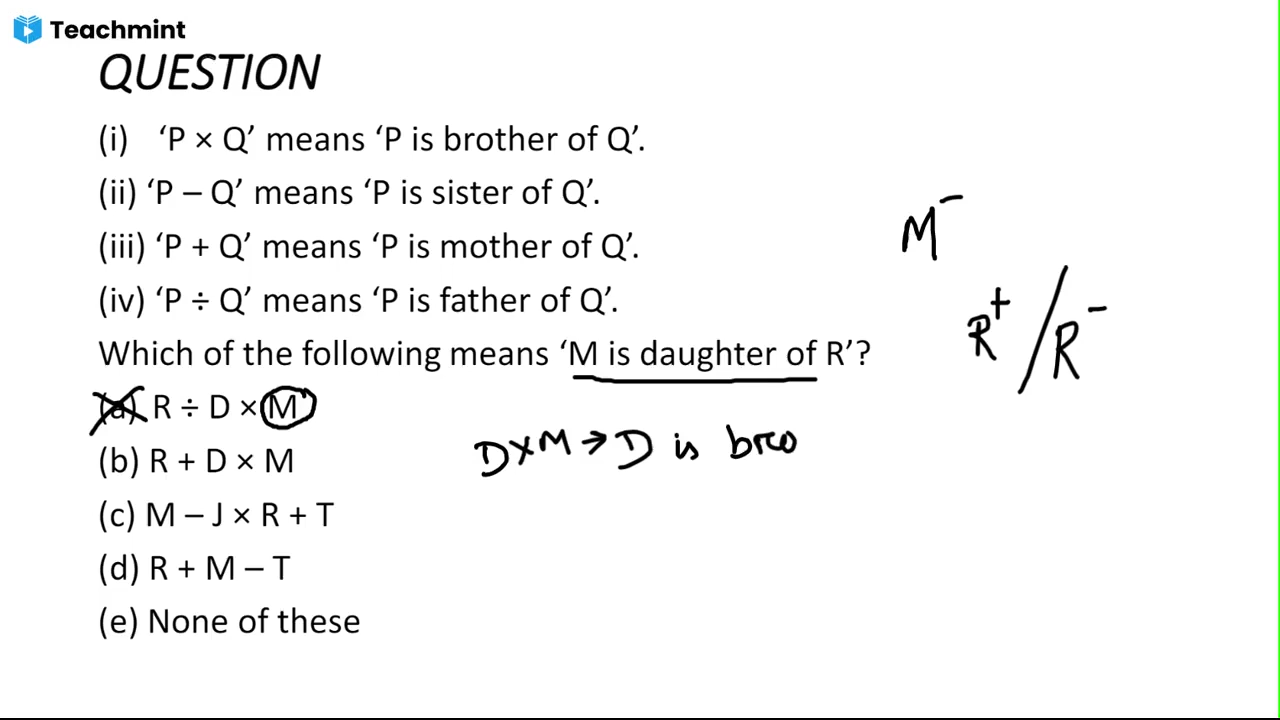 Teachmint
QUESTION
(i) ‘P × Q’ means ‘P is brother of Q’.
(ii) ‘P – Q’ means ‘P is sister of Q’.
(iii) ‘P + Q’ means ‘P is mother of Q’.
(iv) ‘P ÷ Q’ means ‘P is father of Q’.
Which of the following means ‘M is daughter of R’?
(a) R ÷ D × M
(b) R + D × M
(c) M – J × R + T
(d) R + M – T
(e) None of these
M⁻
R⁺ / R⁻
D×M → D is bro